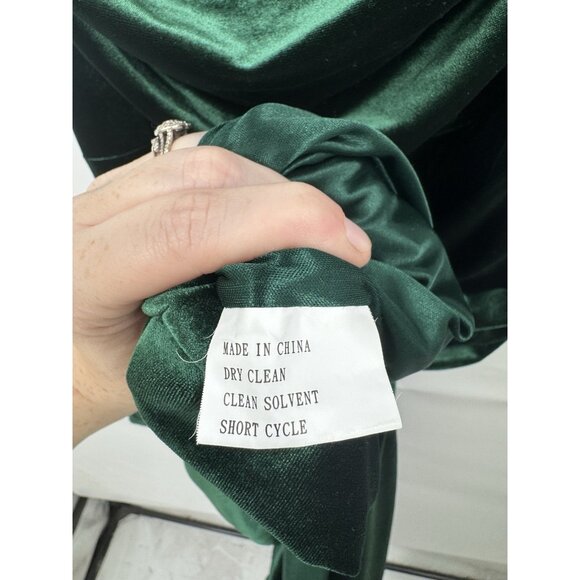 MADE IN CHINA
DRY CLEAN
CLEAN SOLVENT
SHORT CYCLE